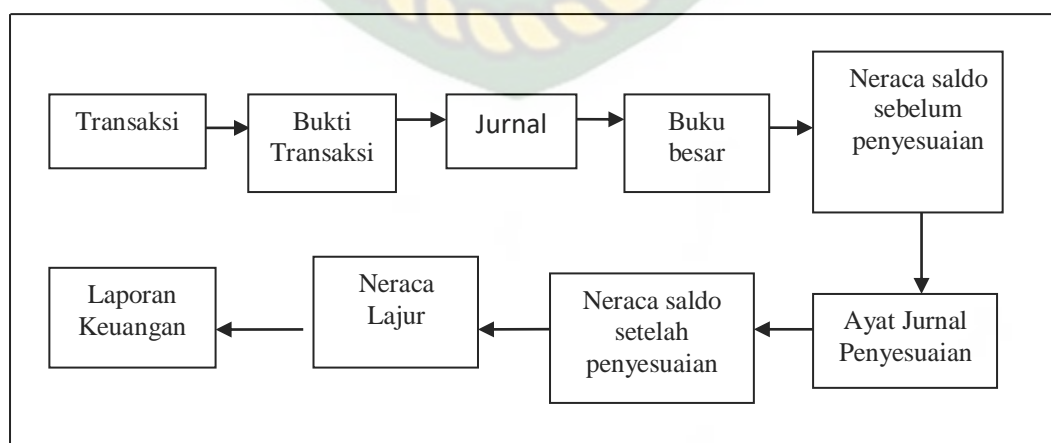 Transaksi
Bukti
Transaksi
Jurnal
Buku
besar
Neraca saldo
sebelum
penyesuaian
Ayat Jurnal
Penyesuaian
Neraca saldo
setelah
penyesuaian
Neraca
Lajur
Laporan
Keuangan